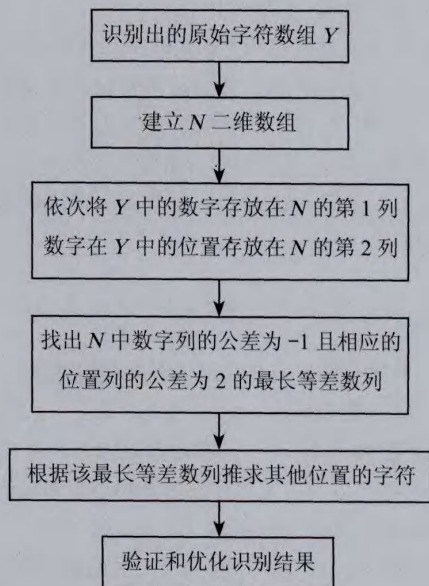 识别出的原始字符数组 Y
建立 N 二维数组
依次将 Y 中的数字存放在 N 的第 1 列
数字在 Y 中的位置存放在 N 的第 2 列
找出 N 中数字列的公差为 -1 且相应的
位置列的公差为 2 的最长等差数列
根据该最长等差数列推求其他位置的字符
验证和优化识别结果